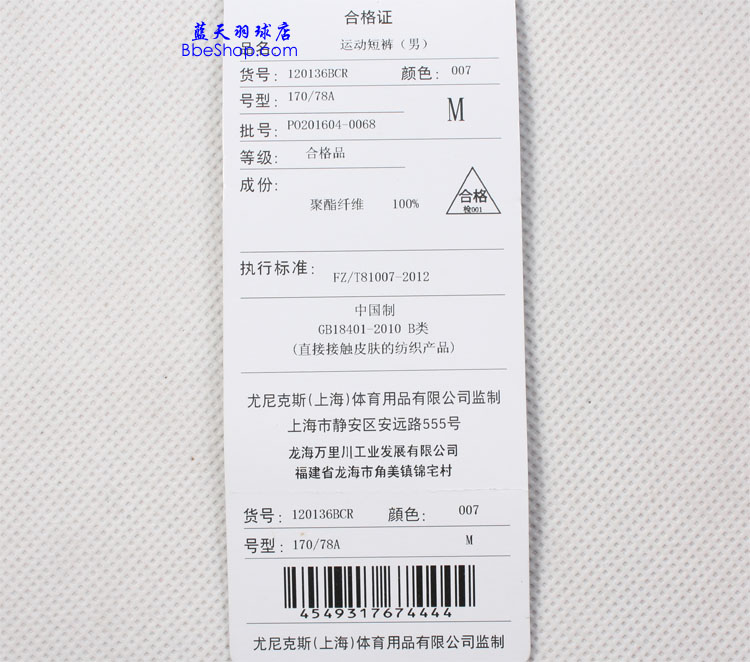 合格证
蓝天羽球店
BbeShop.com
品名 运动短裤（男）
货号：120136BCR 颜色：007
号型：170/78A
M
批号：PO201604-0068
等级：合格品
成份：
聚酯纤维 100%
合格
检001
执行标准：FZ/T81007-2012
中国制
GB18401-2010 B类
(直接接触皮肤的纺织产品)
尤尼克斯(上海)体育用品有限公司监制
上海市静安区安远路555号
龙海万里川工业发展有限公司
福建省龙海市角美镇锦宅村
货号：120136BCR 顔色：007
号型：170/78A M
4549317674444
尤尼克斯(上海)体育用品有限公司监制